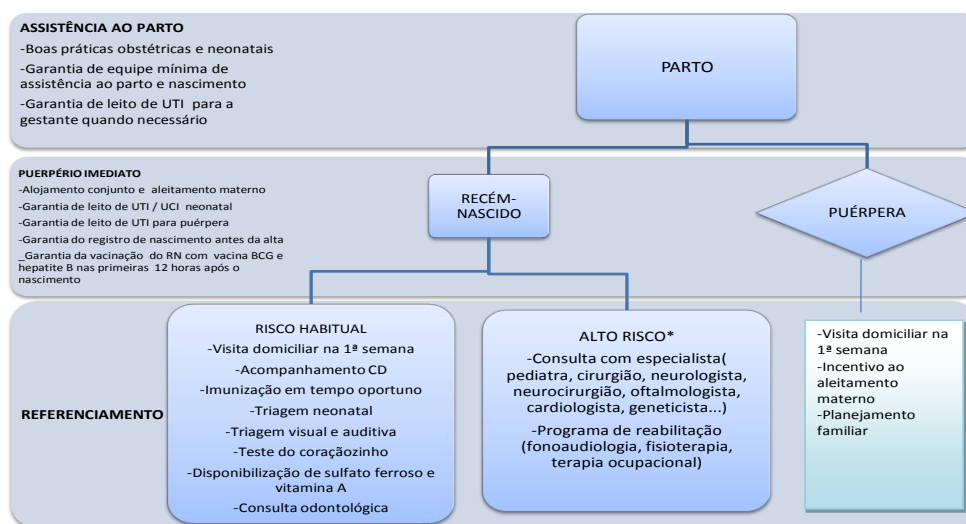 ASSISTÊNCIA AO PARTO
-Boas práticas obstétricas e neonatais
-Garantia de equipe mínima de
assistência ao parto e nascimento
-Garantia de leito de UTI para a
gestante quando necessário
PARTO
PUERPÉRIO IMEDIATO
-Alojamento conjunto e aleitamento materno
-Garantia de leito de UTI / UCI neonatal
-Garantia de leito de UTI para puérpera
-Garantia do registro de nascimento antes da alta
_Garantia da vacinação do RN com vacina BCG e
hepatite B nas primeiras 12 horas após o
nascimento
RECÉM-
NASCIDO
PUÉRPERA
REFERENCIAMENTO
RISCO HABITUAL
-Visita domiciliar na 1ª semana
-Acompanhamento CD
-Imunização em tempo oportuno
-Triagem neonatal
-Triagem visual e auditiva
-Teste do coraçãozinho
-Disponibilização de sulfato ferroso e
vitamina A
-Consulta odontológica
ALTO RISCO*
-Consulta com especialista(
pediatra, cirurgião, neurologista,
neurocirurgião, oftalmologista,
cardiologista, geneticista...)
-Programa de reabilitação
(fonoaudiologia, fisioterapia,
terapia ocupacional)
-Visita domiciliar na
1ª semana
-Incentivo ao
aleitamento
materno
-Planejamento
familiar